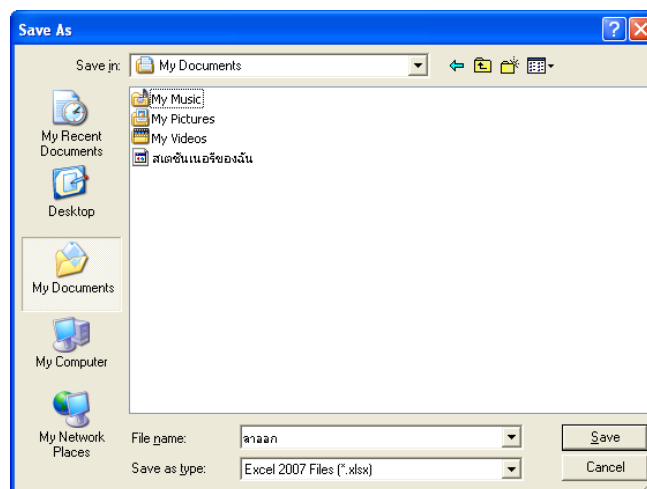 Save As
Save in:
My Documents
My Recent
Documents
Desktop
My Documents
My Computer
My Network
Places
My Music
My Pictures
My Videos
สเตชันเนอรีของฉัน
File name:
ลาออก
Save
Save as type:
Excel 2007 Files (*.xlsx)
Cancel